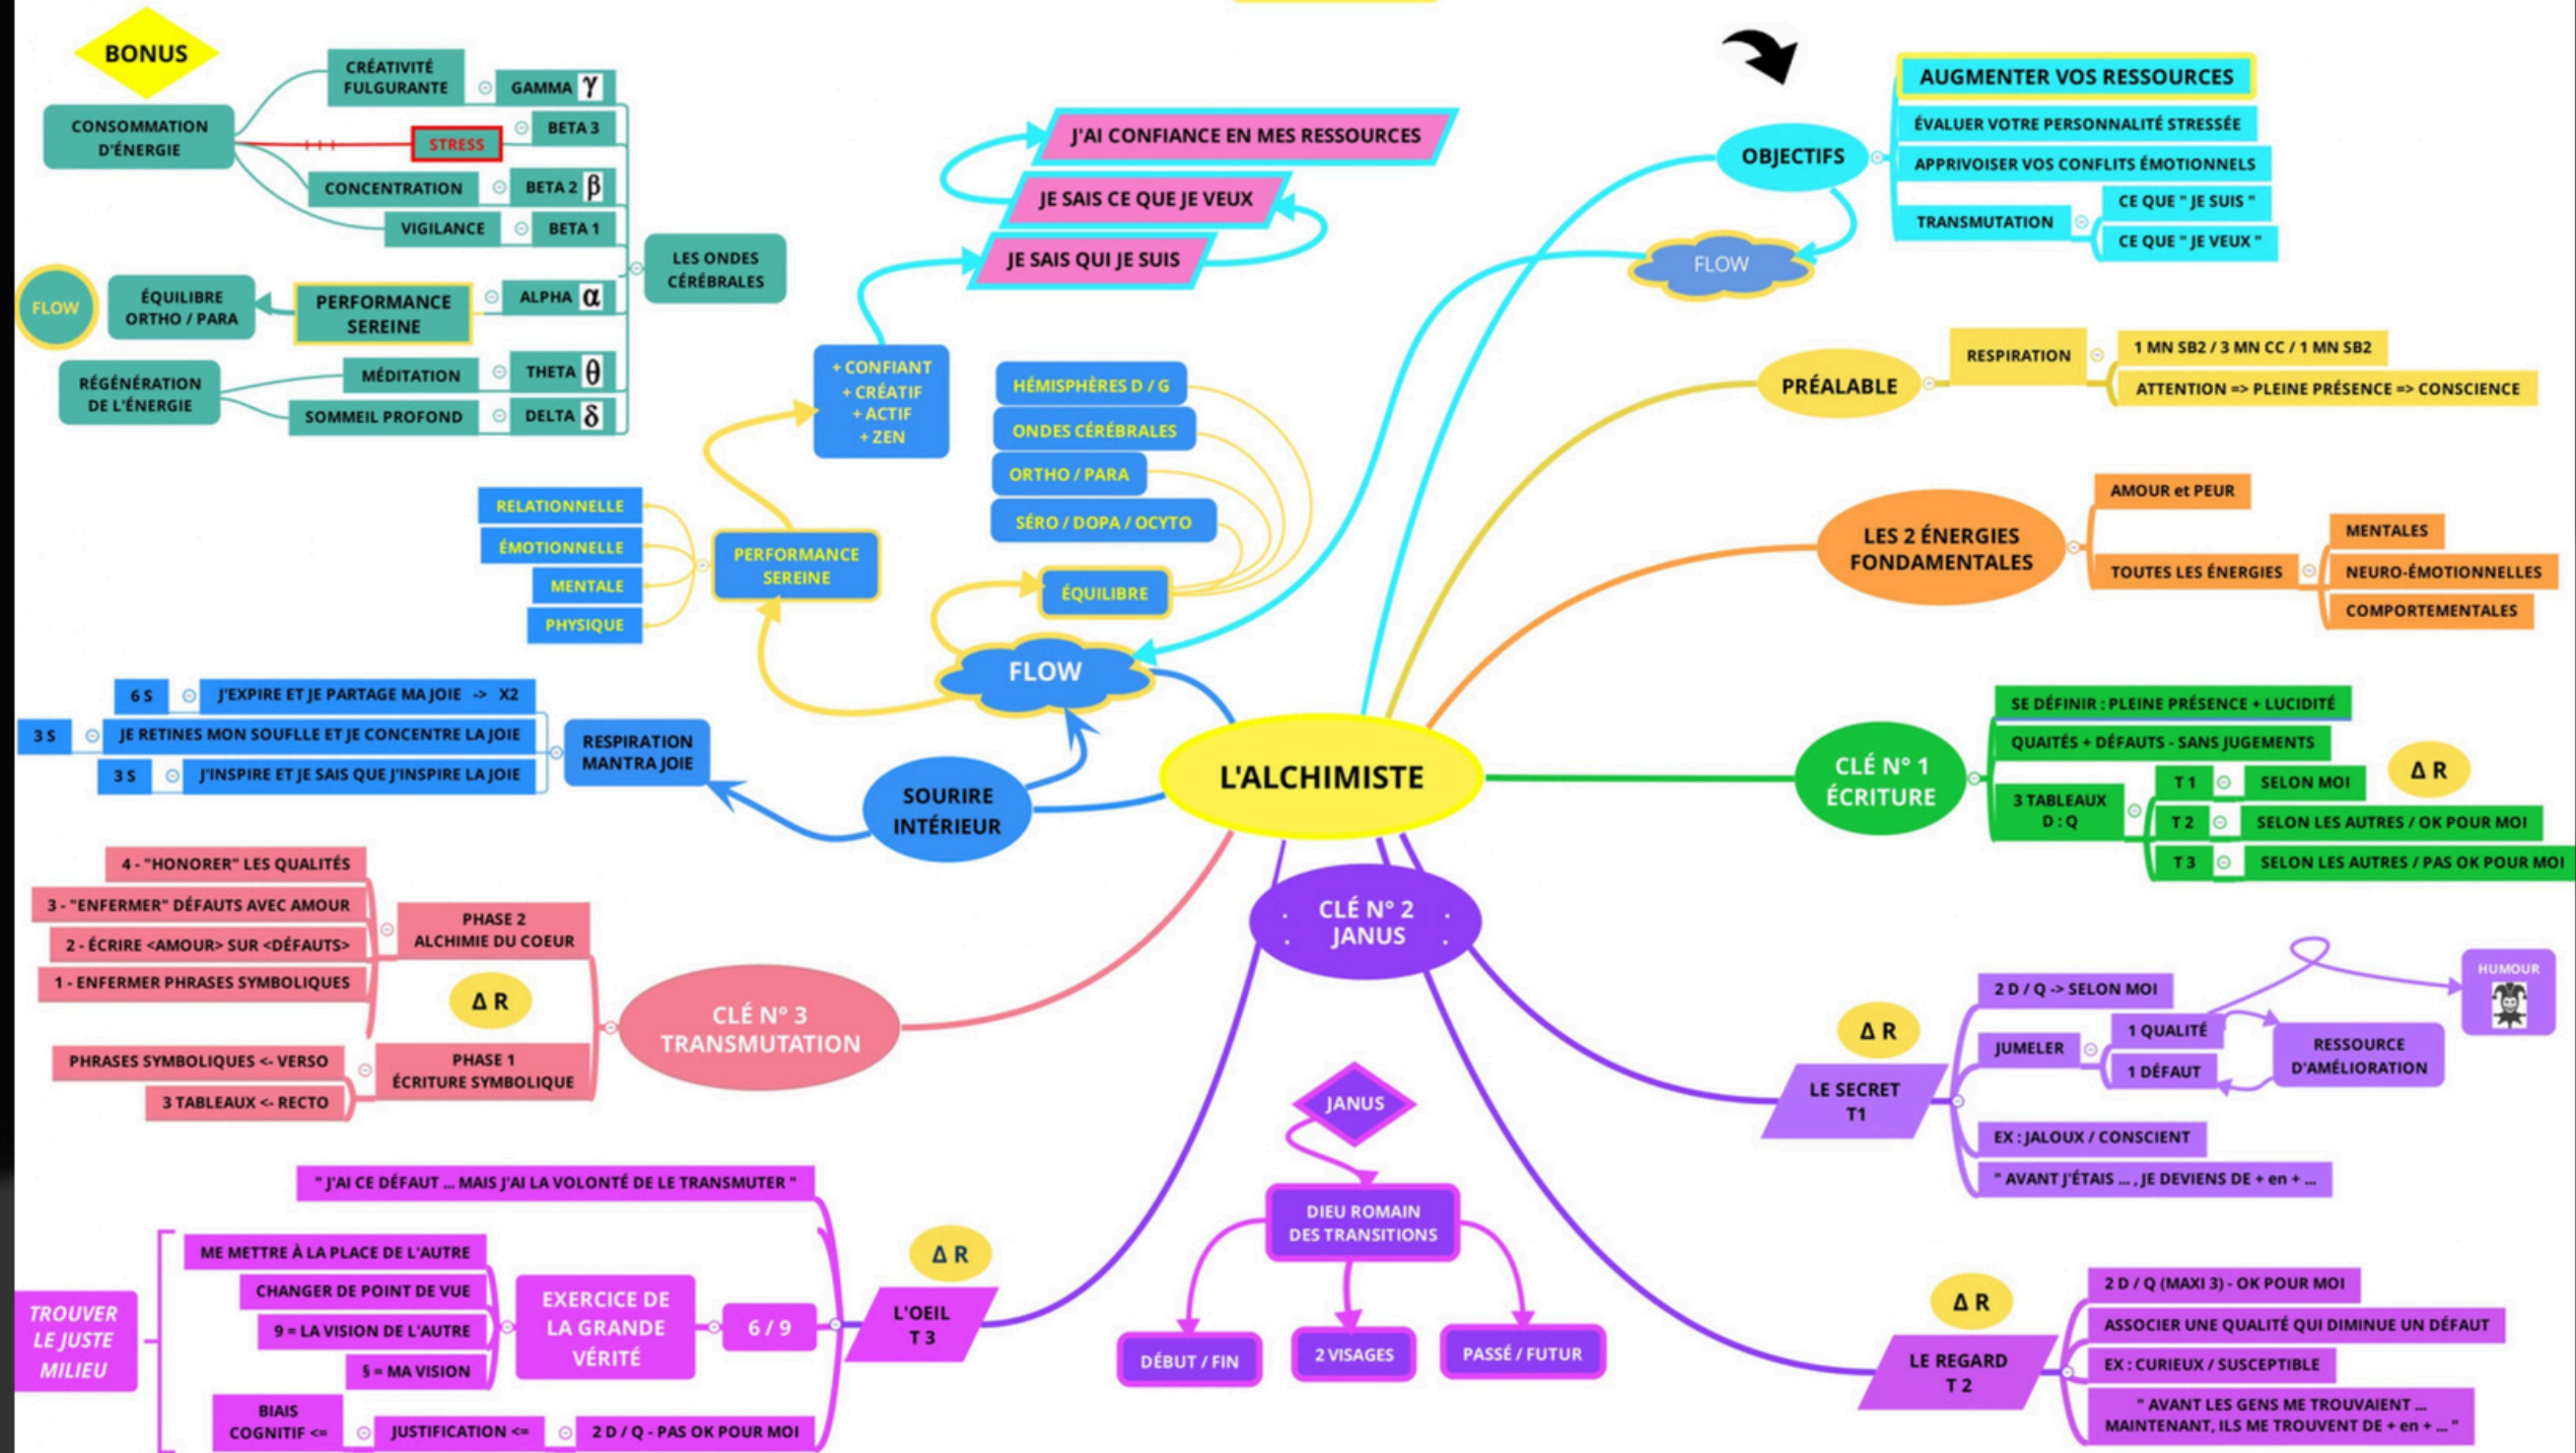 BONUS
CONSOMMATION
D'ÉNERGIE
CRÉATIVITÉ
FULGURANTE
GAMMA γ
STRESS
BETA 3
CONCENTRATION
BETA 2 β
VIGILANCE
BETA 1
LES ONDES
CÉRÉBRALES
FLOW
ÉQUILIBRE
ORTHO / PARA
PERFORMANCE
SEREINE
ALPHA α
RÉGÉNÉRATION
DE L'ÉNERGIE
MÉDITATION
THETA θ
SOMMEIL PROFOND
DELTA δ
J'AI CONFIANCE EN MES RESSOURCES
JE SAIS CE QUE JE VEUX
JE SAIS QUI JE SUIS
+ CONFIANT
+ CRÉATIF
+ ACTIF
+ ZEN
HÉMISPHÈRES D / G
ONDES CÉRÉBRALES
ORTHO / PARA
SÉRO / DOPA / OCYTO
ÉQUILIBRE
RELATIONNELLE
ÉMOTIONNELLE
MENTALE
PHYSIQUE
PERFORMANCE
SEREINE
FLOW
6 S
J'EXPIRE ET JE PARTAGE MA JOIE -> X2
3 S
JE RETINES MON SOUFLLE ET JE CONCENTRE LA JOIE
3 S
J'INSPIRE ET JE SAIS QUE J'INSPIRE LA JOIE
RESPIRATION
MANTRA JOIE
SOURIRE
INTÉRIEUR
L'ALCHIMISTE
OBJECTIFS
AUGMENTER VOS RESSOURCES
ÉVALUER VOTRE PERSONNALITÉ STRESSÉE
APPRIVOISER VOS CONFLITS ÉMOTIONNELS
TRANSMUTATION
CE QUE " JE SUIS "
CE QUE " JE VEUX "
FLOW
PRÉALABLE
RESPIRATION
1 MN SB2 / 3 MN CC / 1 MN SB2
ATTENTION => PLEINE PRÉSENCE => CONSCIENCE
LES 2 ÉNERGIES
FONDAMENTALES
AMOUR et PEUR
TOUTES LES ÉNERGIES
MENTALES
NEURO-ÉMOTIONNELLES
COMPORTEMENTALES
CLÉ N° 1
ÉCRITURE
SE DÉFINIR : PLEINE PRÉSENCE + LUCIDITÉ
QUAITÉS + DÉFAUTS - SANS JUGEMENTS
3 TABLEAUX
D : Q
T 1
SELON MOI
Δ R
T 2
SELON LES AUTRES / OK POUR MOI
T 3
SELON LES AUTRES / PAS OK POUR MOI
CLÉ N° 2
JANUS
Δ R
LE SECRET
T1
2 D / Q -> SELON MOI
JUMELER
1 QUALITÉ
1 DÉFAUT
RESSOURCE
D'AMÉLIORATION
HUMOUR
EX : JALOUX / CONSCIENT
" AVANT J'ÉTAIS ... , JE DEVIENS DE + en + ...
Δ R
LE REGARD
T 2
2 D / Q (MAXI 3) - OK POUR MOI
ASSOCIER UNE QUALITÉ QUI DIMINUE UN DÉFAUT
EX : CURIEUX / SUSCEPTIBLE
" AVANT LES GENS ME TROUVAIENT ...
MAINTENANT, ILS ME TROUVENT DE + en + ... "
JANUS
DIEU ROMAIN
DES TRANSITIONS
DÉBUT / FIN
2 VISAGES
PASSÉ / FUTUR
CLÉ N° 3
TRANSMUTATION
4 - "HONORER" LES QUALITÉS
3 - "ENFERMER" DÉFAUTS AVEC AMOUR
2 - ÉCRIRE <AMOUR> SUR <DÉFAUTS>
1 - ENFERMER PHRASES SYMBOLIQUES
PHASE 2
ALCHIMIE DU COEUR
Δ R
PHRASES SYMBOLIQUES <- VERSO
3 TABLEAUX <- RECTO
PHASE 1
ÉCRITURE SYMBOLIQUE
" J'AI CE DÉFAUT ... MAIS J'AI LA VOLONTÉ DE LE TRANSMUTER "
Δ R
L'OEIL
T 3
6 / 9
EXERCICE DE
LA GRANDE
VÉRITÉ
ME METTRE À LA PLACE DE L'AUTRE
CHANGER DE POINT DE VUE
9 = LA VISION DE L'AUTRE
§ = MA VISION
TROUVER
LE JUSTE
MILIEU
BIAIS
COGNITIF <=
JUSTIFICATION <=
2 D / Q - PAS OK POUR MOI